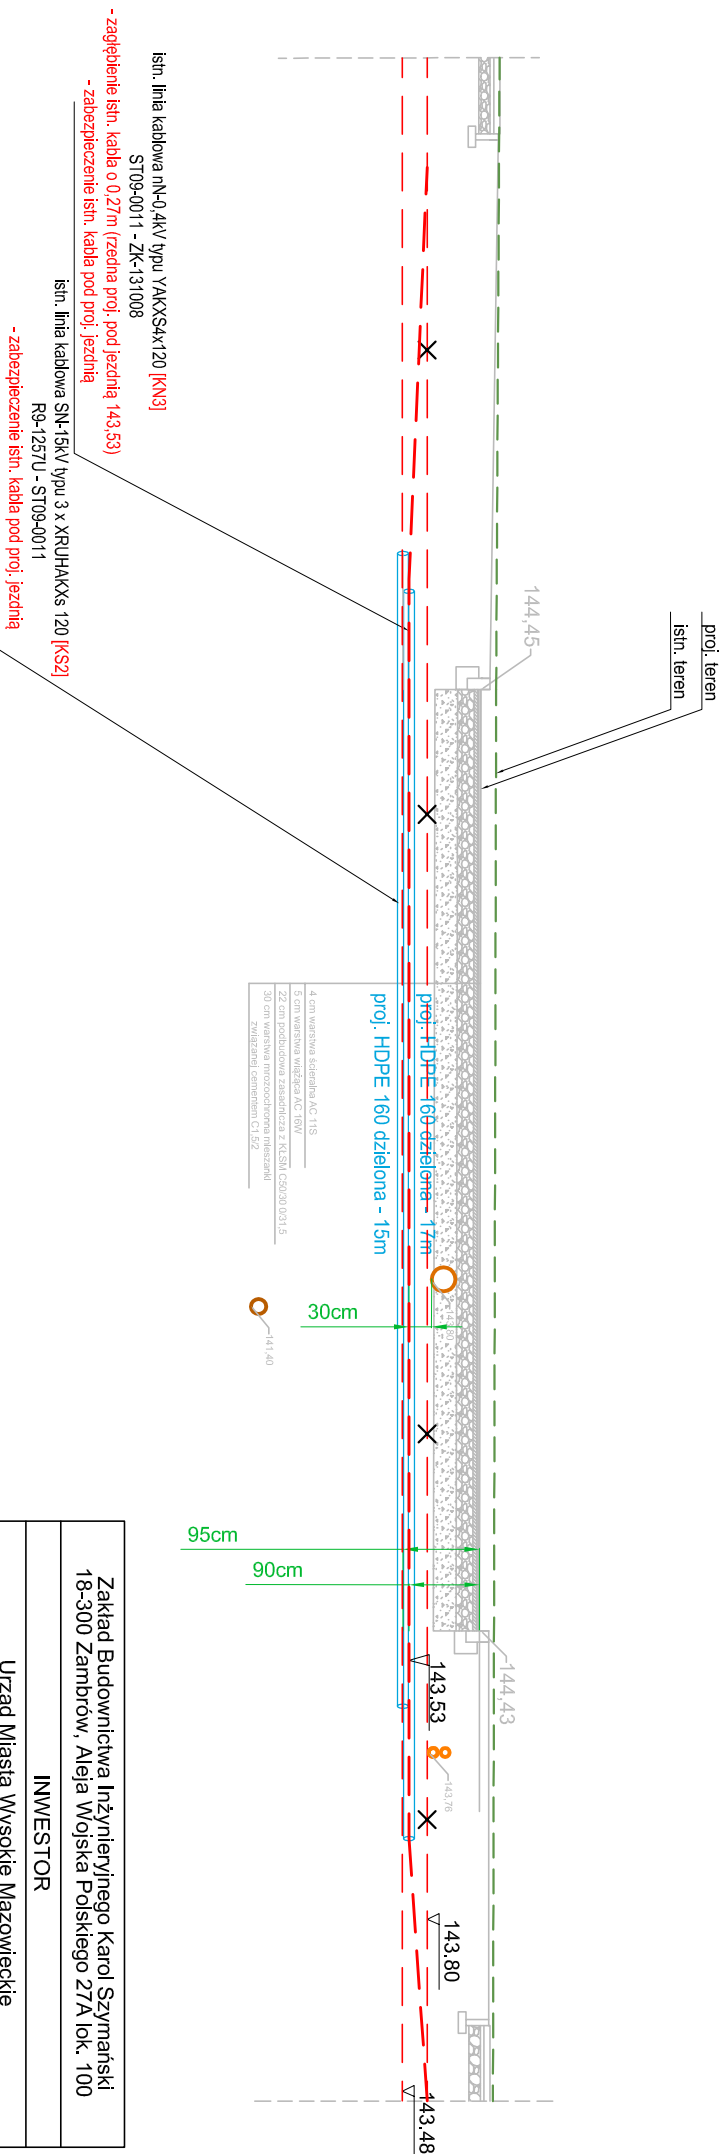 proj. teren
istn. teren
144,45
istn. linia kablowa nN-0,4kV typu YAKXS4x120 [KN3]
ST09-0011 - ZK-131008
- zagłębienie istn. kabla o 0,27m (rzędna proj. pod jezdnią 143,53)
- zabezpieczenie istn. kabla pod proj. jezdnią
istn. linia kablowa SN-15kV typu 3 x XRUHAKXs 120 [KS2]
R9-1257U - ST09-0011
- zabezpieczenie istn. kabla pod proj. jezdnią
proj. HDPE 160 dzielona - 17m
proj. HDPE 160 dzielona - 15m
4 cm warstwa ścieralna AC 11S
5 cm warstwa wiążąca AC 16W
22 cm podbudowa zasadnicza z KŁSM C50/30 0/31,5
30 cm warstwa mrozoochronna mieszanki
związanej cementem C1,5/2
143,80
141,40
30cm
95cm
90cm
144,43
143,53
143,76
143.80
143.48
Zakład Budownictwa Inżynieryjnego Karol Szymański
18-300 Zambrów, Aleja Wojska Polskiego 27A lok. 100
INWESTOR
Urząd Miasta Wysokie Mazowieckie